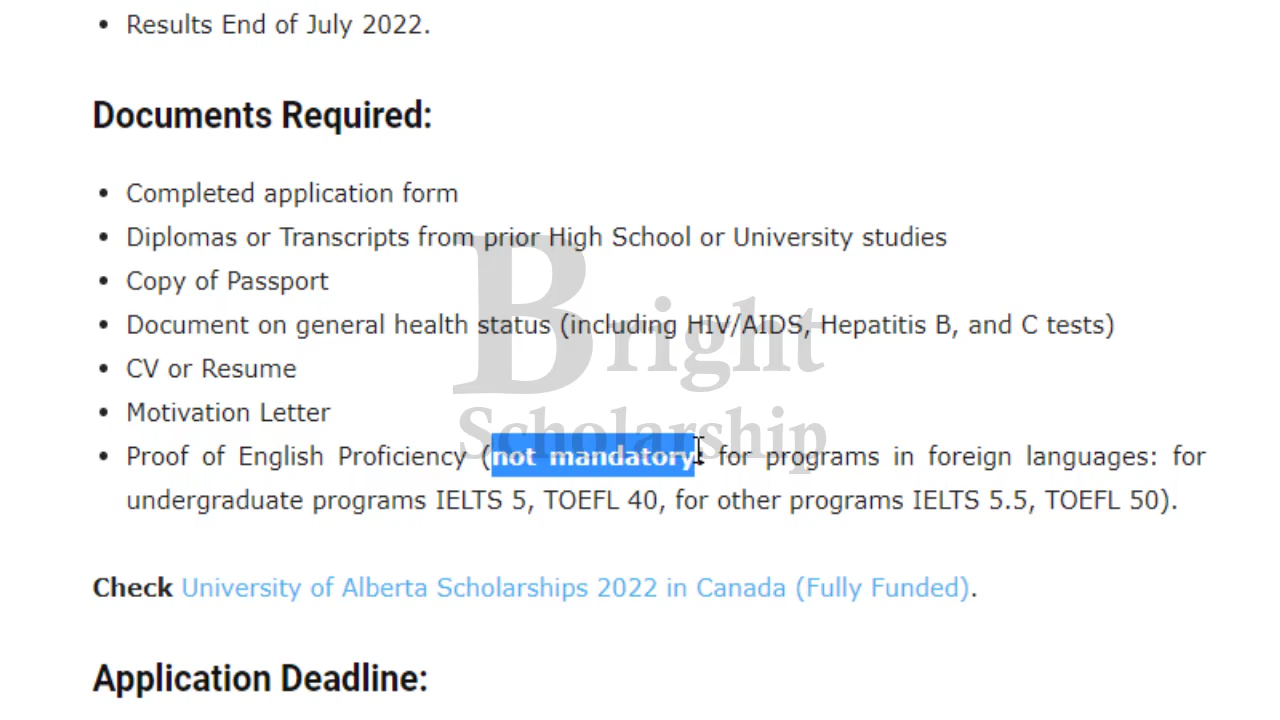 Results End of July 2022.
Documents Required:
Completed application form
Diplomas or Transcripts from prior High School or University studies
Copy of Passport
Document on general health status (including HIV/AIDS, Hepatitis B, and C tests)
CV or Resume
Motivation Letter
Proof of English Proficiency (not mandatory: for programs in foreign languages: for
undergraduate programs IELTS 5, TOEFL 40, for other programs IELTS 5.5, TOEFL 50).
Check University of Alberta Scholarships 2022 in Canada (Fully Funded).
Application Deadline:
Bright
Scholarship